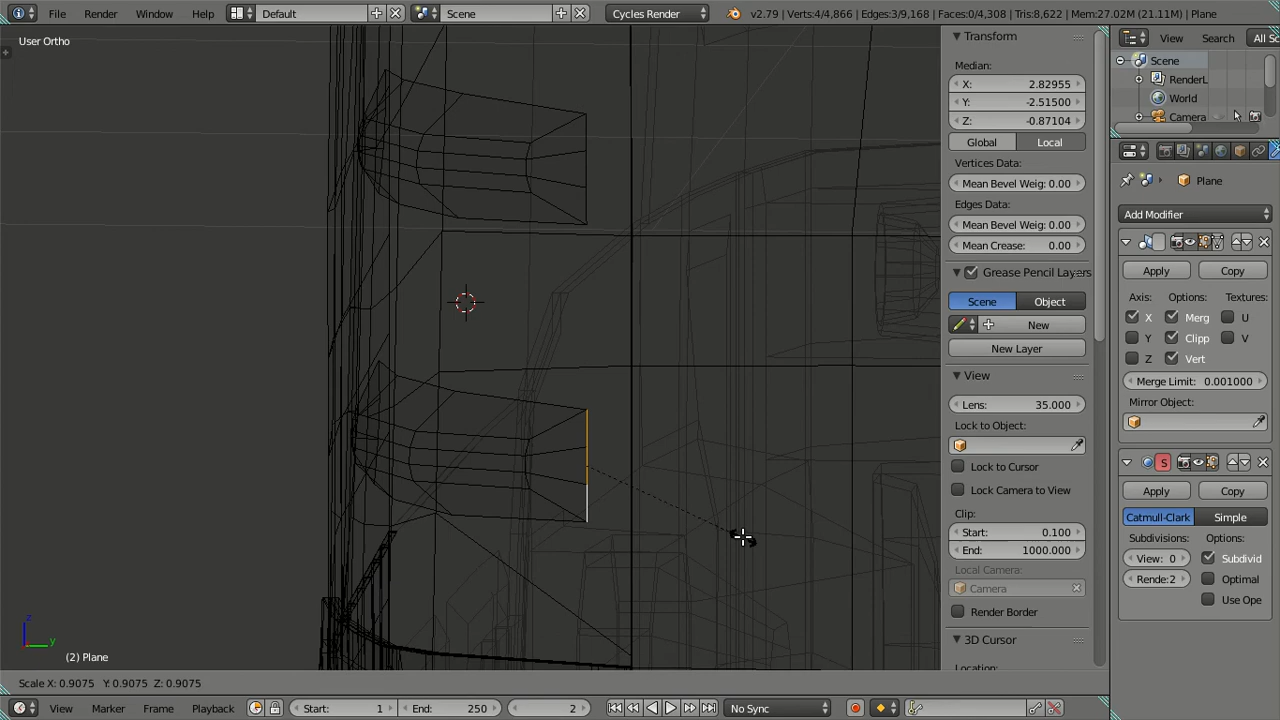 File Render Window Help Default Scene Cycles Render v2.79 | Verts:4/4,866 | Edges:3/9,168 | Faces:0/4,308 | Tris:8,622 | Mem:27.02M (21.11M) | Plane
User Ortho
Transform
Median:
X: 2.82955
Y: -2.51500
Z: -0.87104
Global Local
Vertices Data:
Mean Bevel Weig: 0.00
Edges Data:
Mean Bevel Weig: 0.00
Mean Crease: 0.00
Grease Pencil Layers
Scene Object
New
New Layer
View
Lens: 35.000
Lock to Object:
Lock to Cursor
Lock Camera to View
Clip:
Start: 0.100
End: 1000.000
Local Camera:
Camera
Render Border
3D Cursor
Location:
View Search All Sc
Scene
RenderL
World
Camera
Plane
Add Modifier
Apply Copy
Axis: Options: Textures:
X Merg U
Y Clipp V
Z Vert
Merge Limit: 0.001000
Mirror Object:
S
Apply Copy
Catmull-Clark Simple
Subdivisions: Options:
View: 0 Subdivid
Rende:2 Optimal
Use Ope
z
y
(2) Plane
Scale X: 0.9075 Y: 0.9075 Z: 0.9075
View Marker Frame Playback Start: 1 End: 250 2 No Sync